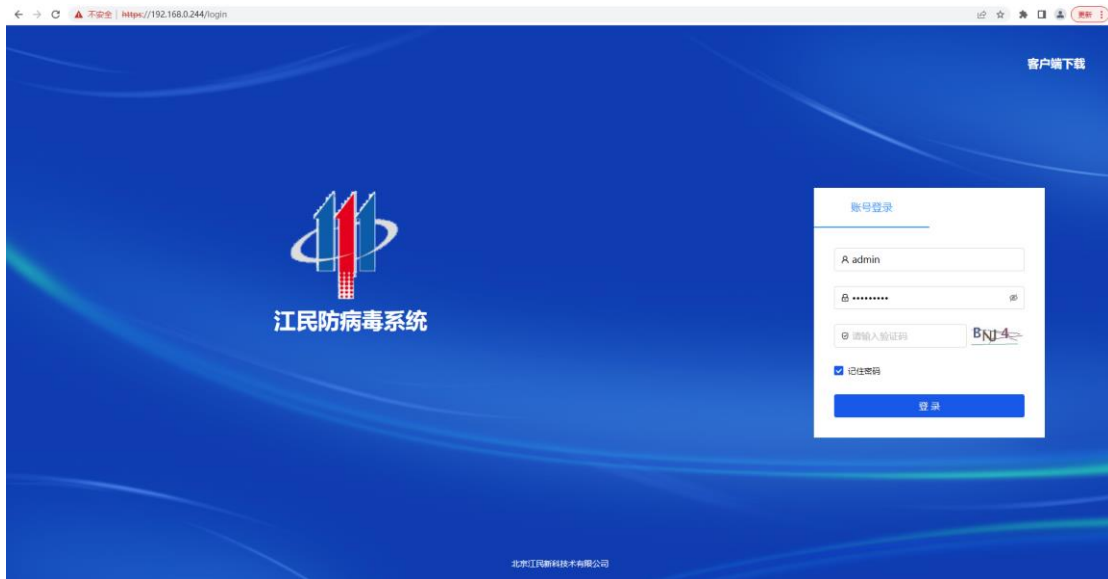 不安全 | https://192.168.0.244/login
更新
客户端下载
账号登录
admin
请输入验证码
BNJ4
记住密码
登 录
江民防病毒系统
北京江民新科技术有限公司